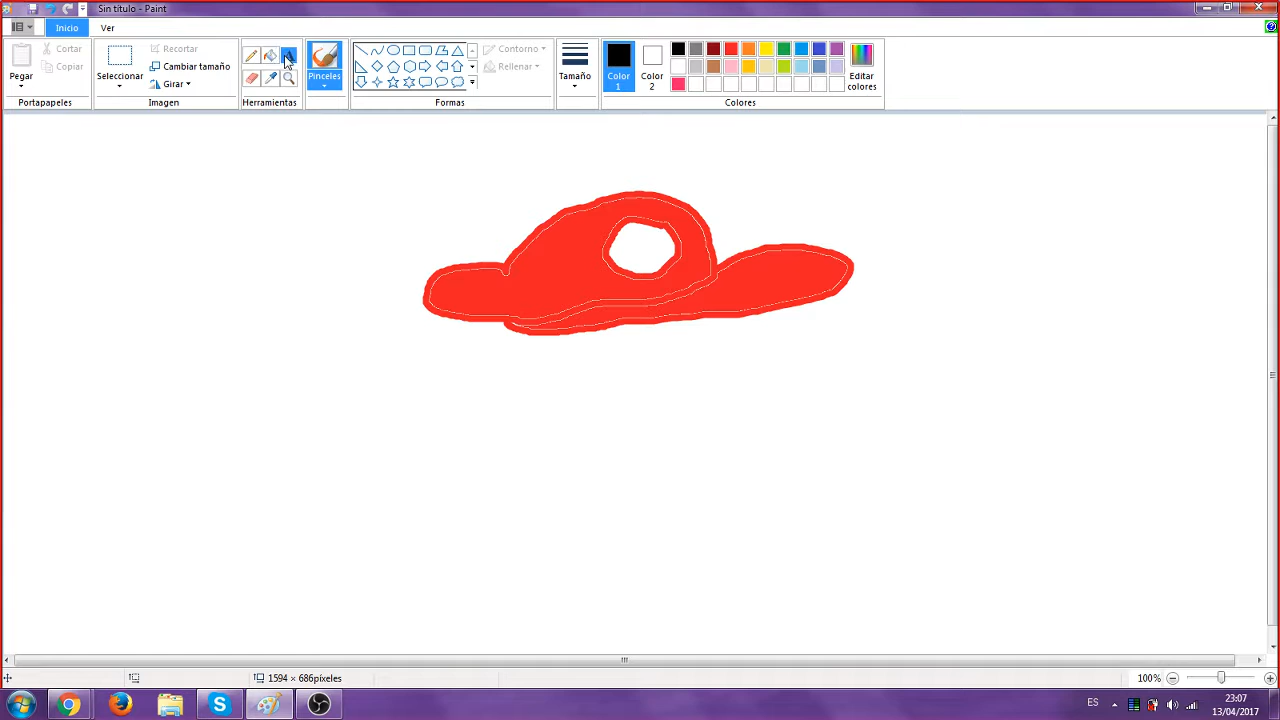 Sin título - Paint
Inicio
Ver
Pegar
Cortar
Copiar
Portapapeles
Seleccionar
Recortar
Cambiar tamaño
Girar
Imagen
Herramientas
Pinceles
Contorno
Rellenar
Formas
Tamaño
Color
1
Color
2
Editar
colores
Colores
1594 × 686píxeles
100%
ES
23:07
13/04/2017